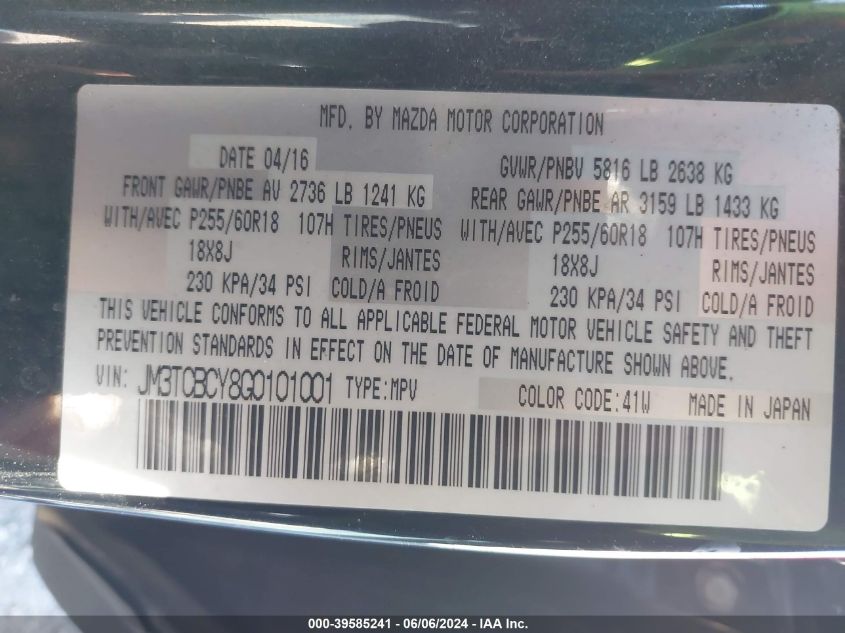 MFD. BY MAZDA MOTOR CORPORATION
DATE 04/16 GVWR/PNBV 5816 LB 2638 KG
FRONT GAWR/PNBE AV 2736 LB 1241 KG REAR GAWR/PNBE AR 3159 LB 1433 KG
WITH/AVEC P255/60R18 107H TIRES/PNEUS WITH/AVEC P255/60R18 107H TIRES/PNEUS
18X8J RIMS/JANTES 18X8J RIMS/JANTES
230 KPA/34 PSI COLD/A FROID 230 KPA/34 PSI COLD/A FROID
THIS VEHICLE CONFORMS TO ALL APPLICABLE FEDERAL MOTOR VEHICLE SAFETY AND THEFT
PREVENTION STANDARDS IN EFFECT ON THE DATE OF MANUFACTURE SHOWN ABOVE.
VIN: JM3TCBCY8G0101001 TYPE:MPV COLOR CODE:41W MADE IN JAPAN
000-39585241 - 06/06/2024 - IAA Inc.